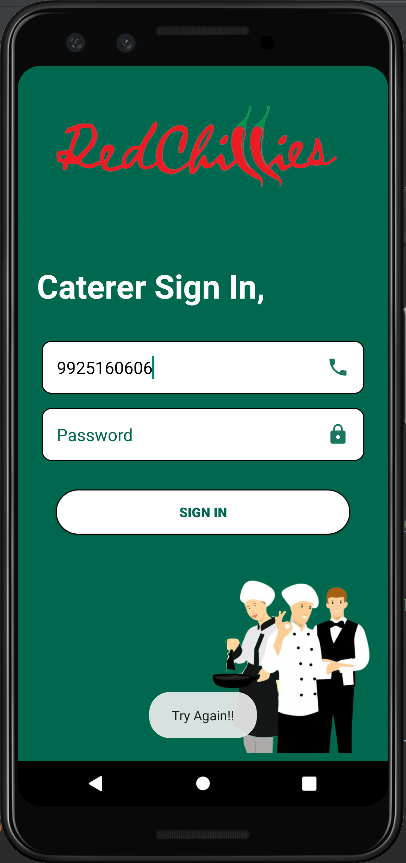 RedChillies
Caterer Sign In,
9925160606
Password
SIGN IN
Try Again!!